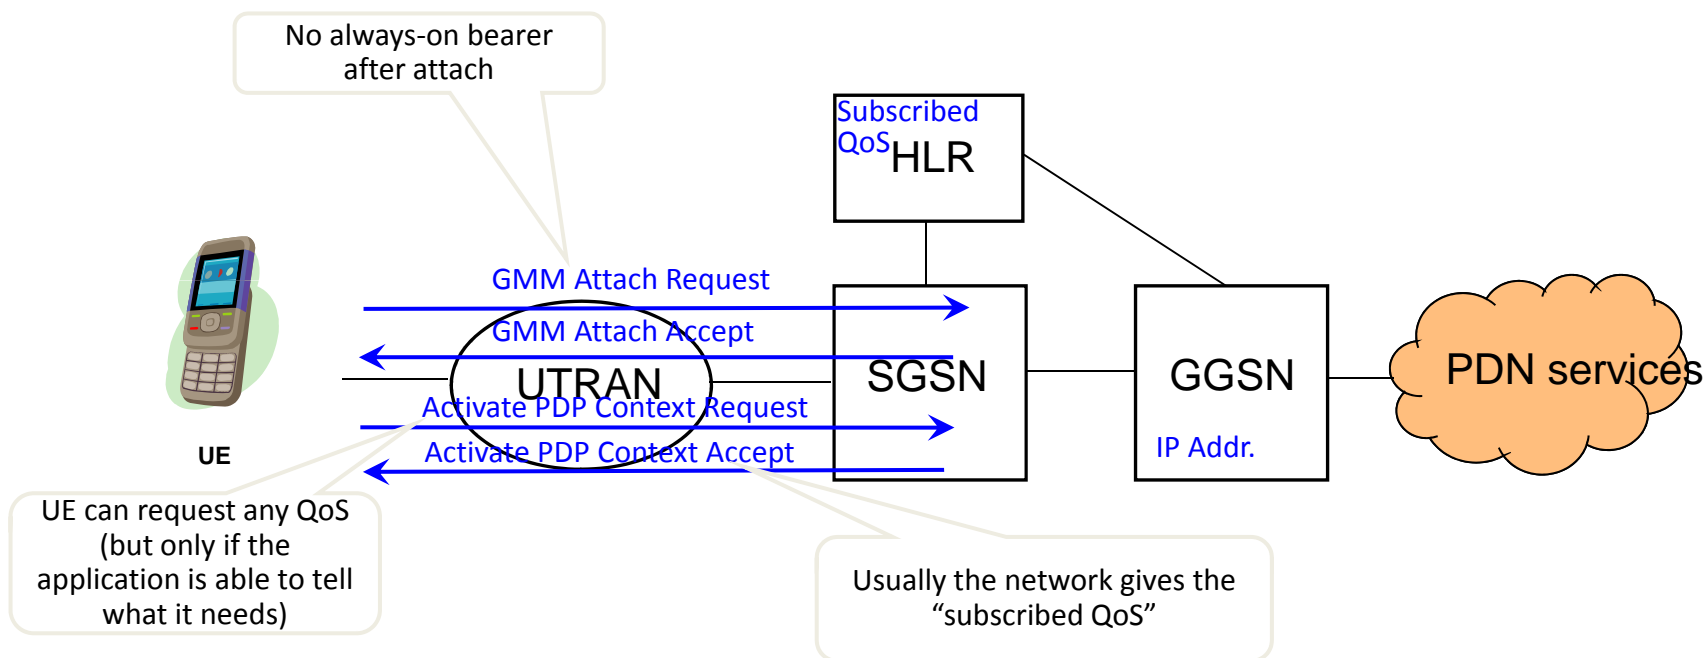 No always-on bearer
after attach
Subscribed
QoS
HLR
GMM Attach Request
GMM Attach Accept
UTRAN
SGSN
GGSN
PDN services
Activate PDP Context Request
Activate PDP Context Accept
IP Addr.
UE
UE can request any QoS
(but only if the
application is able to tell
what it needs)
Usually the network gives the
“subscribed QoS”